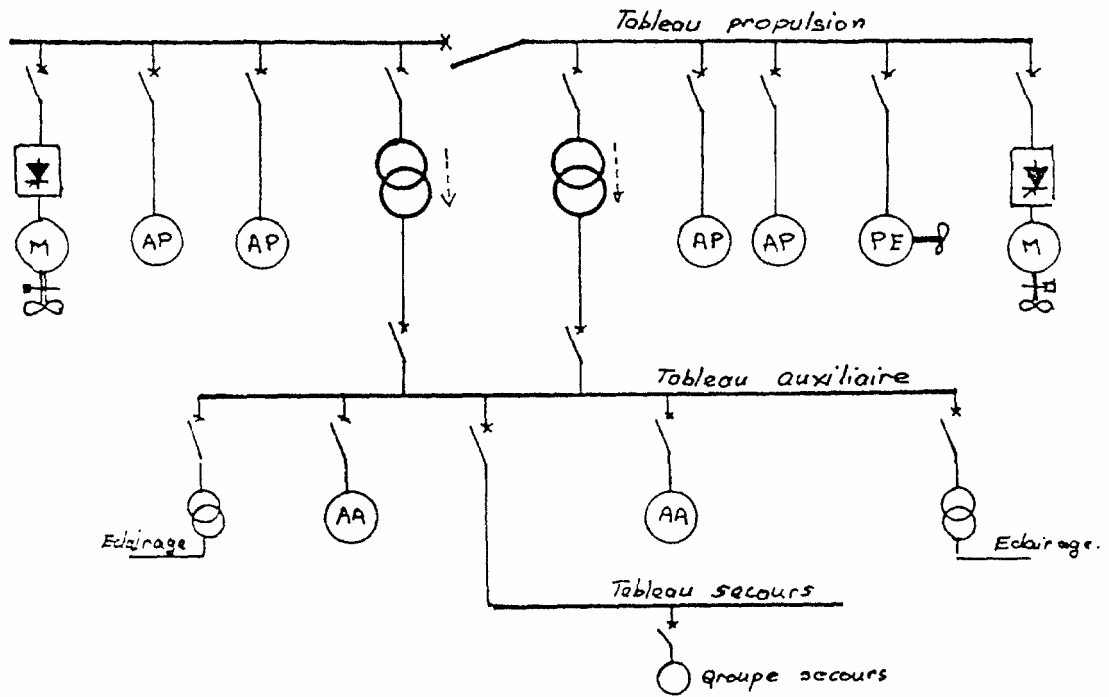 Tableau propulsion
M
AP
AP
AP
AP
PE
M
Tableau auxiliaire
AA
AA
Eclairage
Eclairage.
Tableau secours
groupe secours